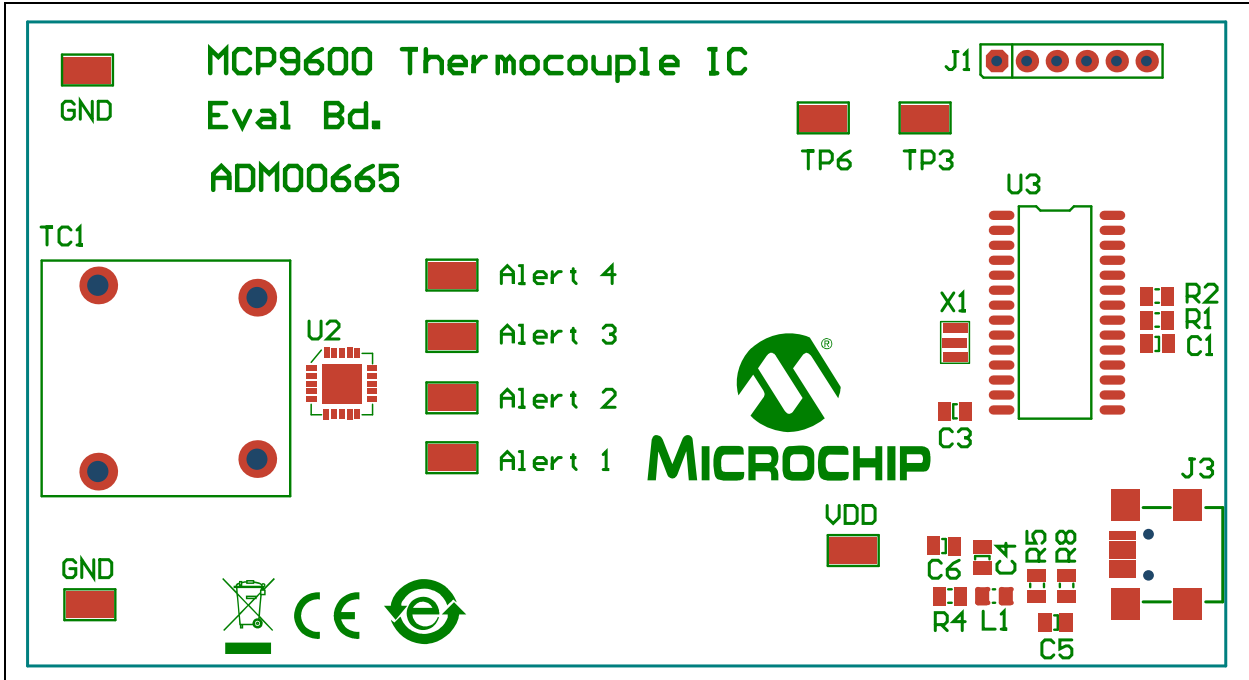 MCP9600 Thermocouple IC
Eval Bd.
ADM00665
GND
J1
TP6
TP3
U3
TC1
Alert 4
Alert 3
Alert 2
Alert 1
U2
X1
R2
R1
C1
C3
®
MICROCHIP
J3
VDD
GND
C6
C4
R5
R8
R4
L1
C5
CE
e